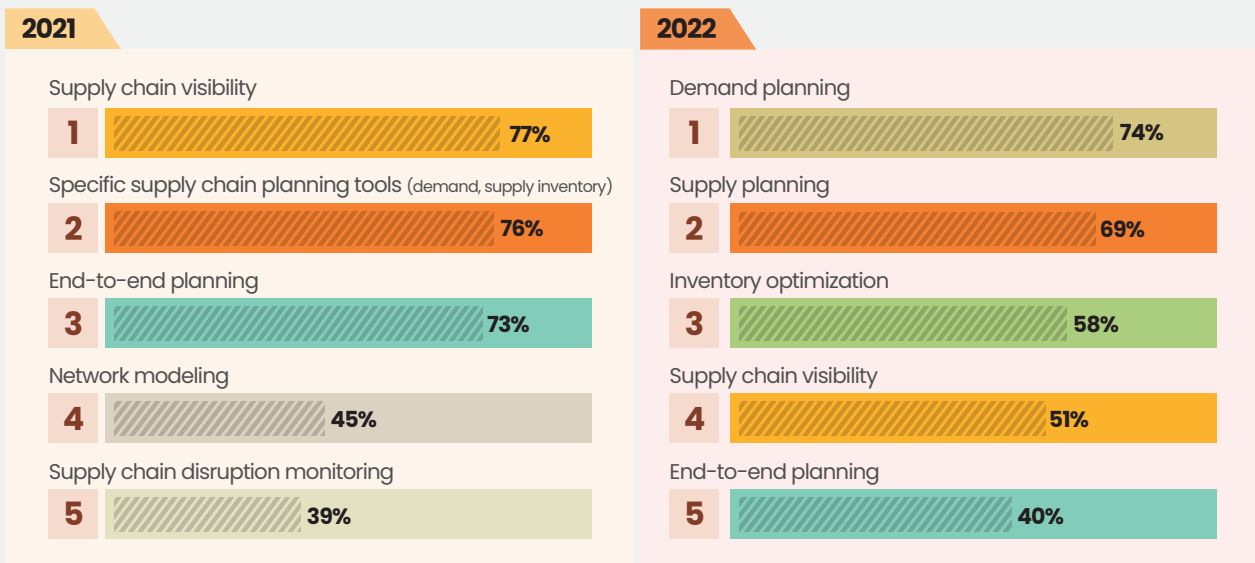 2021
Supply chain visibility
1
77%
Specific supply chain planning tools (demand, supply inventory)
2
76%
End-to-end planning
3
73%
Network modeling
4
45%
Supply chain disruption monitoring
5
39%
2022
Demand planning
1
74%
Supply planning
2
69%
Inventory optimization
3
58%
Supply chain visibility
4
51%
End-to-end planning
5
40%